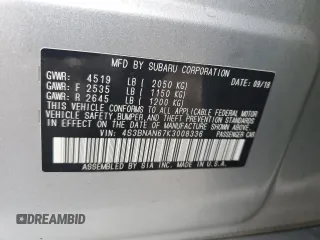 MFD BY SUBARU CORPORATION
GVWR: 4519 LB ( 2050 KG) DATE: 09/18
GAWR: F 2535 LB ( 1150 KG)
GAWR: R 2645 LB ( 1200 KG)
THIS VEHICLE CONFORMS TO ALL APPLICABLE FEDERAL MOTOR VEHICLE
SAFETY, BUMPER, AND THEFT PREVENTION STANDARDS
IN EFFECT ON THE DATE OF MANUFACTURE SHOWN ABOVE.
VIN: 4S3BNAN67K3008336 PASSENGER CAR
ASSEMBLED BY SIA INC. MADE IN U.S.A.
DREAMBID